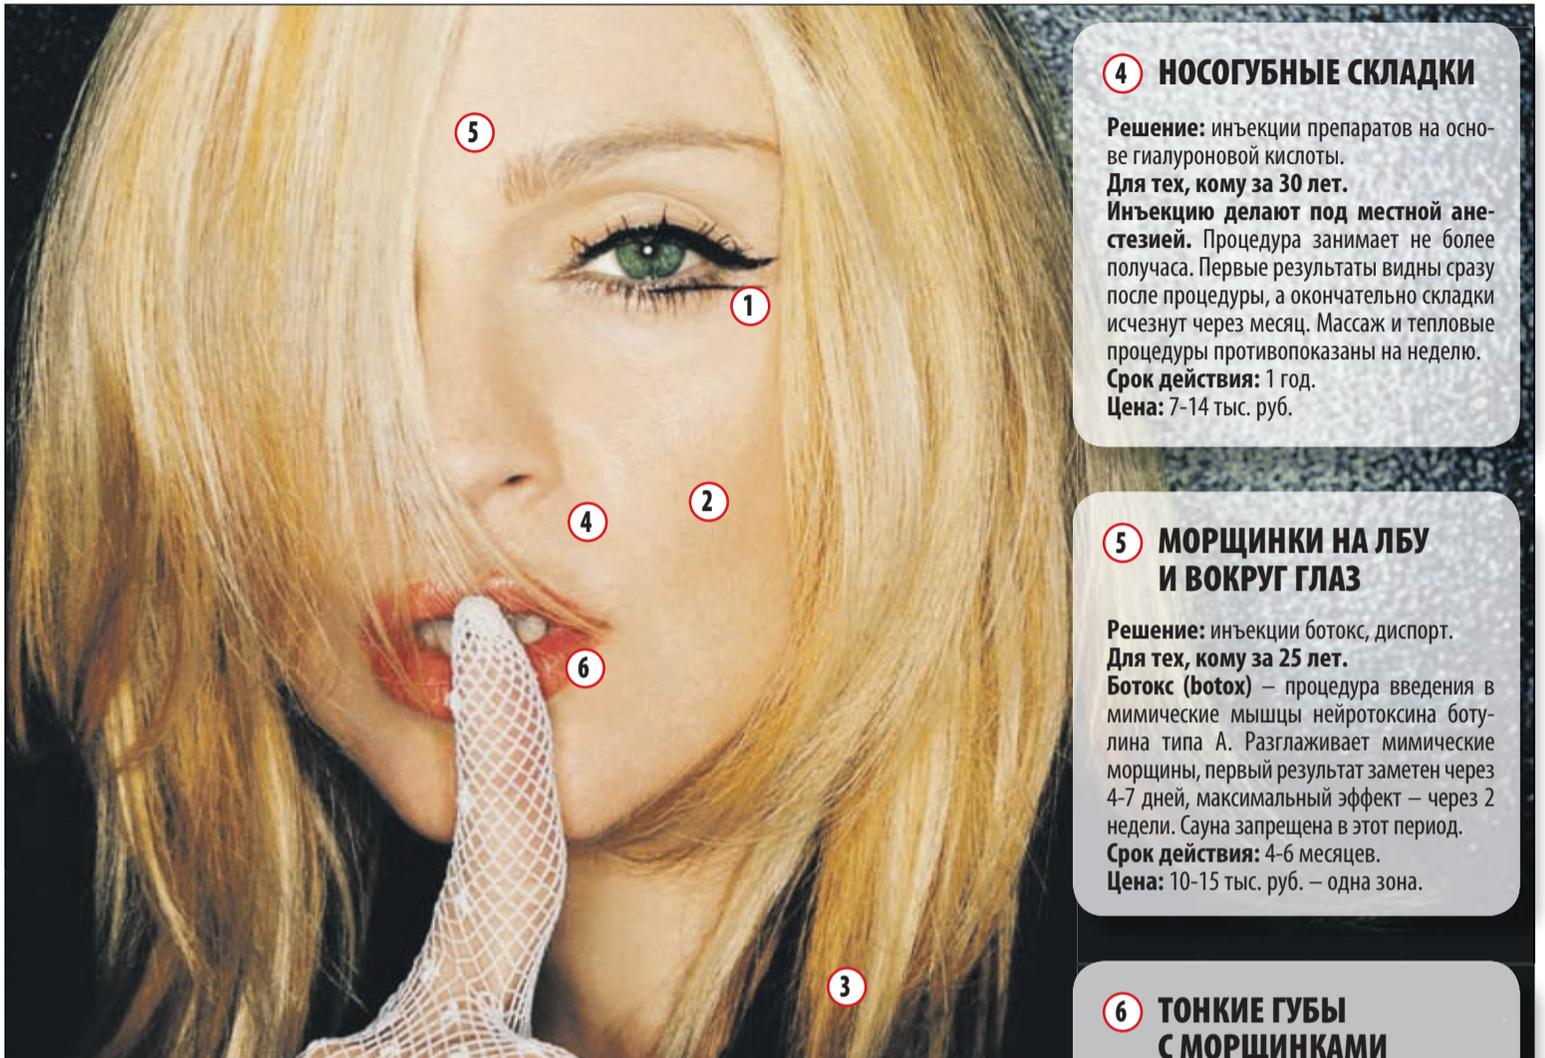 5
1
4
2
6
3
4 НОСОГУБНЫЕ СКЛАДКИ
Решение: инъекции препаратов на осно-
ве гиалуроновой кислоты.
Для тех, кому за 30 лет.
Инъекцию делают под местной ане-
стезией. Процедура занимает не более
получаса. Первые результаты видны сразу
после процедуры, а окончательно складки
исчезнут через месяц. Массаж и тепловые
процедуры противопоказаны на неделю.
Срок действия: 1 год.
Цена: 7-14 тыс. руб.
5 МОРЩИНКИ НА ЛБУ
И ВОКРУГ ГЛАЗ
Решение: инъекции ботокс, диспорт.
Для тех, кому за 25 лет.
Ботокс (botox) – процедура введения в
мимические мышцы нейротоксина боту-
лина типа А. Разглаживает мимические
морщины, первый результат заметен через
4-7 дней, максимальный эффект – через 2
недели. Сауна запрещена в этот период.
Срок действия: 4-6 месяцев.
Цена: 10-15 тыс. руб. – одна зона.
6 ТОНКИЕ ГУБЫ
С МОРЩИНКАМИ